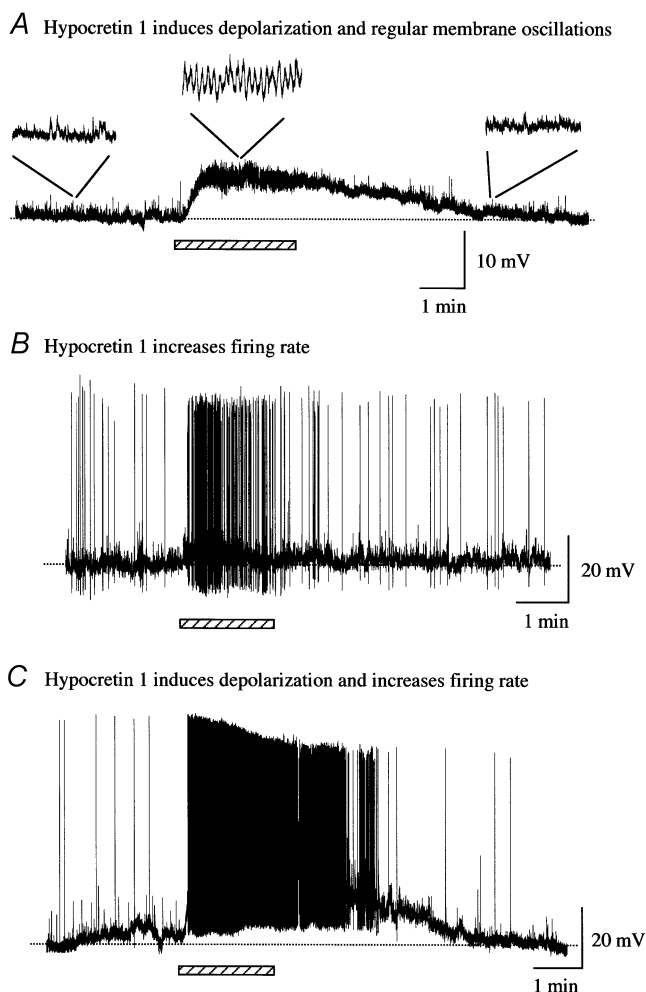 A Hypocretin 1 induces depolarization and regular membrane oscillations
10 mV
1 min
B Hypocretin 1 increases firing rate
20 mV
1 min
C Hypocretin 1 induces depolarization and increases firing rate
20 mV
1 min